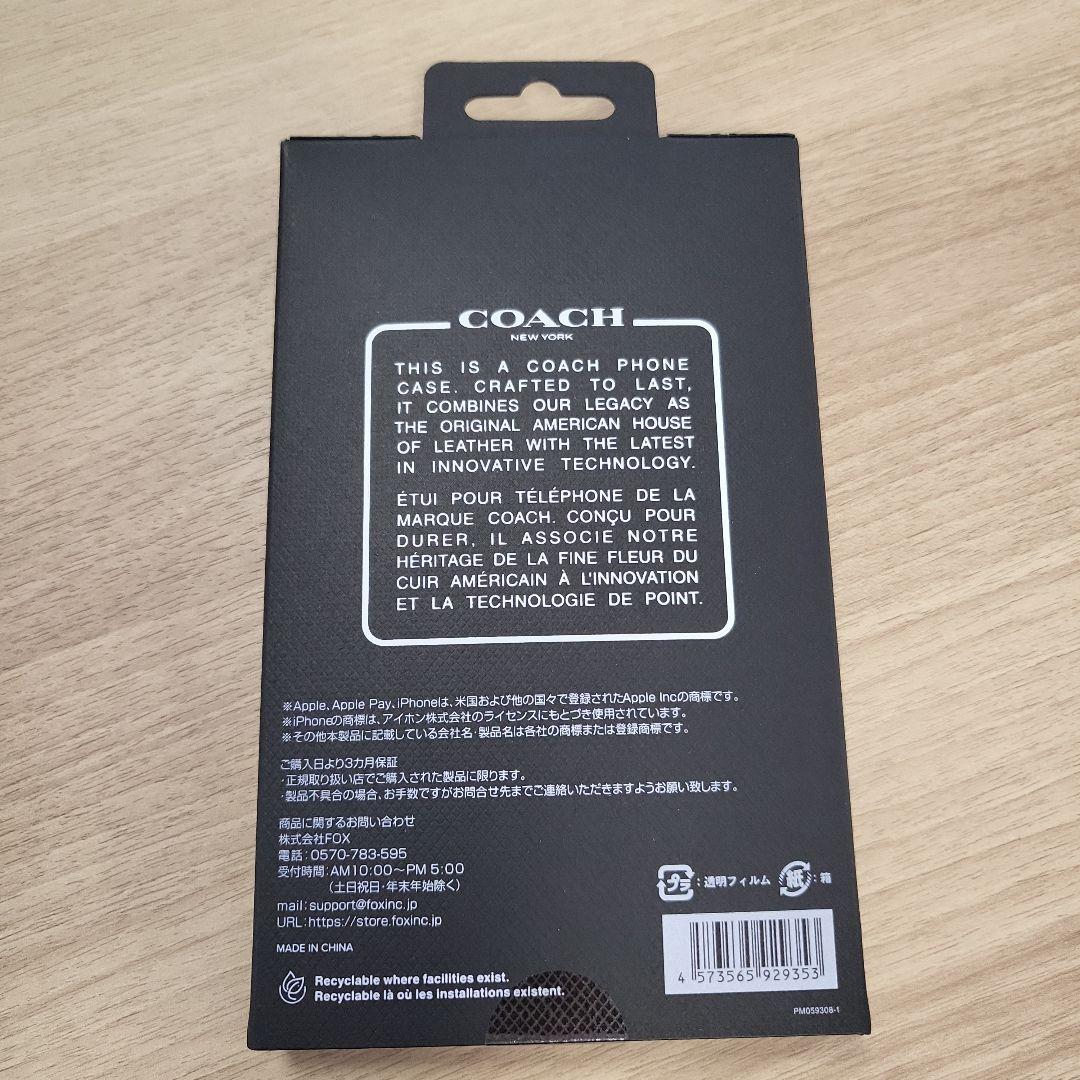 COACH
NEW YORK
THIS IS A COACH PHONE
CASE. CRAFTED TO LAST,
IT COMBINES OUR LEGACY AS
THE ORIGINAL AMERICAN HOUSE
OF LEATHER WITH THE LATEST
IN INNOVATIVE TECHNOLOGY.
ÉTUI POUR TÉLÉPHONE DE LA
MARQUE COACH. CONÇU POUR
DURER, IL ASSOCIE NOTRE
HÉRITAGE DE LA FINE FLEUR DU
CUIR AMÉRICAIN À L'INNOVATION
ET LA TECHNOLOGIE DE POINT.
※Apple、Apple Pay、iPhoneは、米国および他の国々で登録されたApple Incの商標です。
※iPhoneの商標は、アイホン株式会社のライセンスにもとづき使用されています。
※その他本製品に記載している会社名・製品名は各社の商標または登録商標です。
ご購入日より3カ月保証
・正規取り扱い店でご購入された製品に限ります。
・製品不具合の場合、お手数ですがお問合せ先までご連絡いただきますようお願い致します。
商品に関するお問い合わせ
株式会社FOX
電話：0570-783-595
受付時間：AM10:00～PM 5:00
（土日祝日・年末年始除く）
mail：support@foxinc.jp
URL：https://store.foxinc.jp
プラ：透明フィルム 紙：箱
MADE IN CHINA
Recyclable where facilities exist.
Recyclable là où les installations existent.
4 573565 929353
PM059308-1